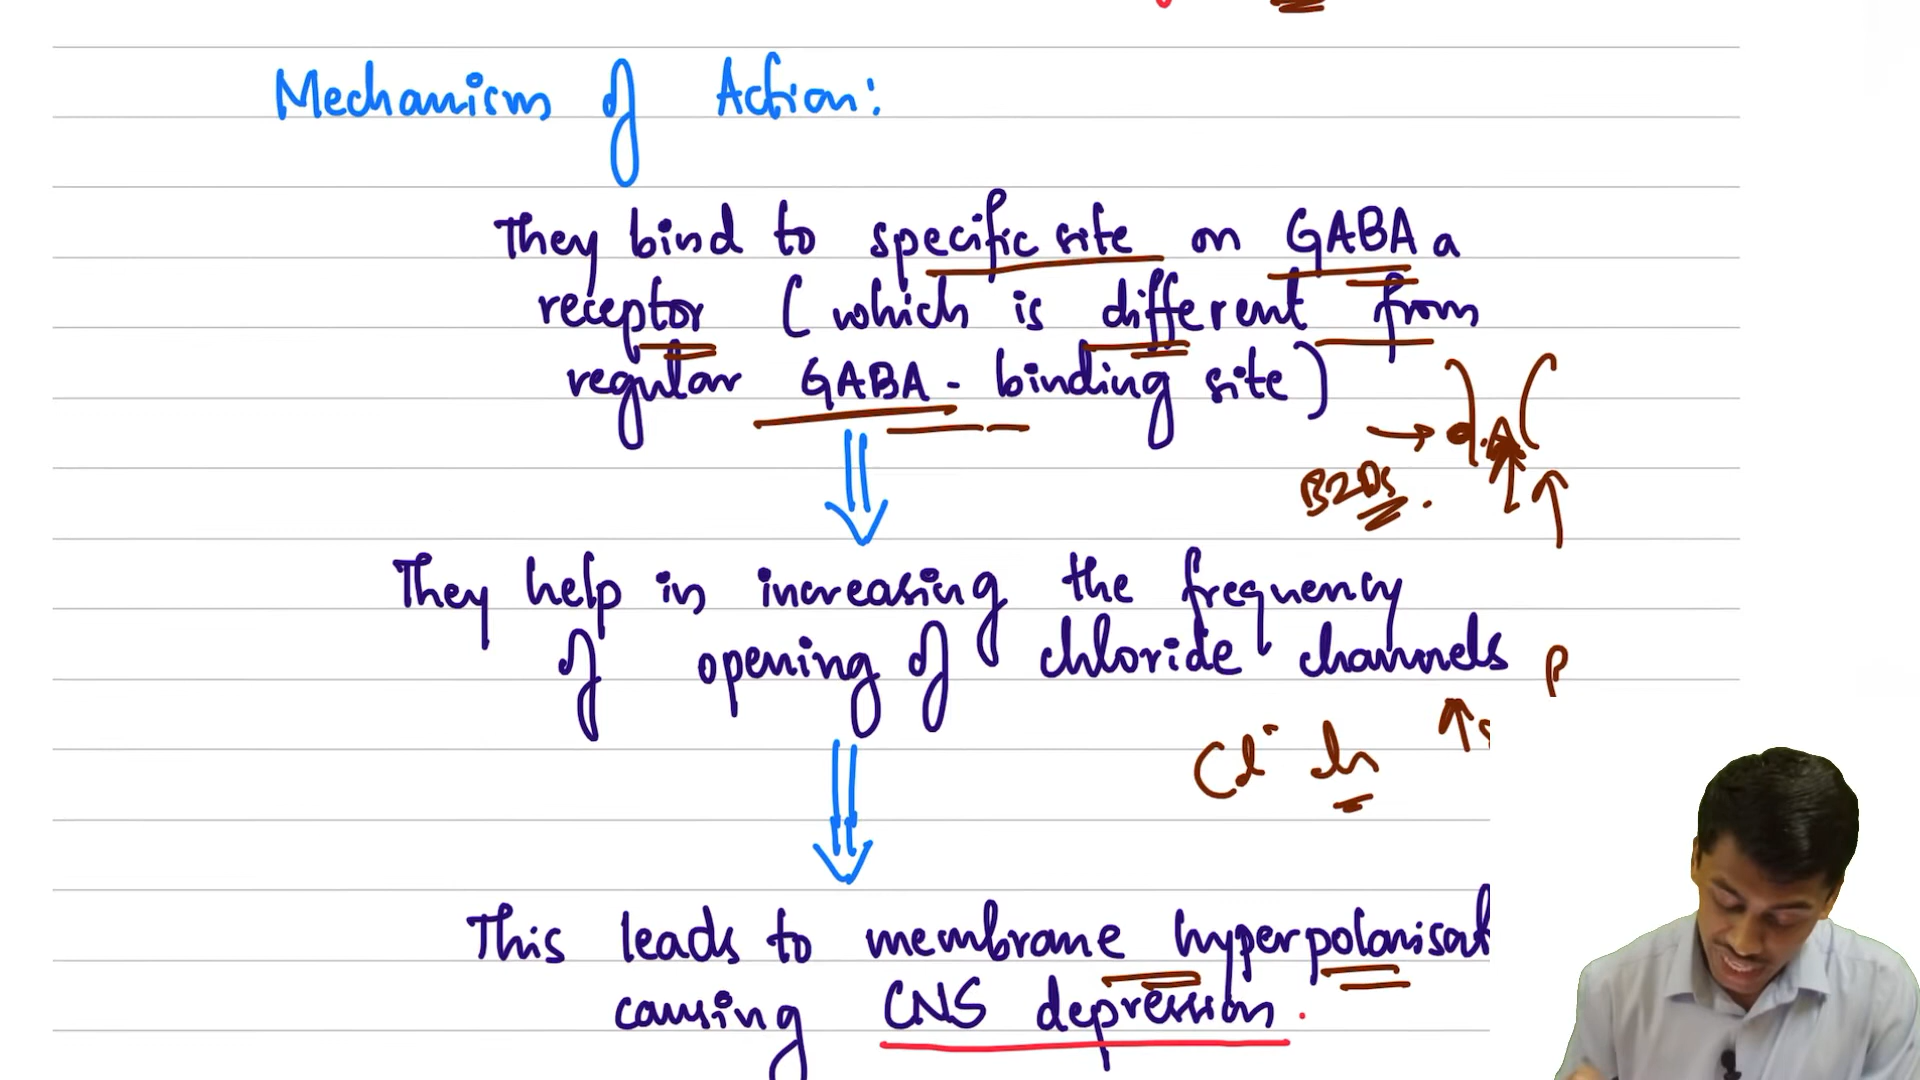 Mechanism of Action:
They bind to specific site on GABA a
receptor (which is different from
regular GABA - binding site)
BZDs.
They help in increasing the frequency
of opening of chloride channels
Cl⁻ in ↑
This leads to membrane hyperpolarisat
causing CNS depression.